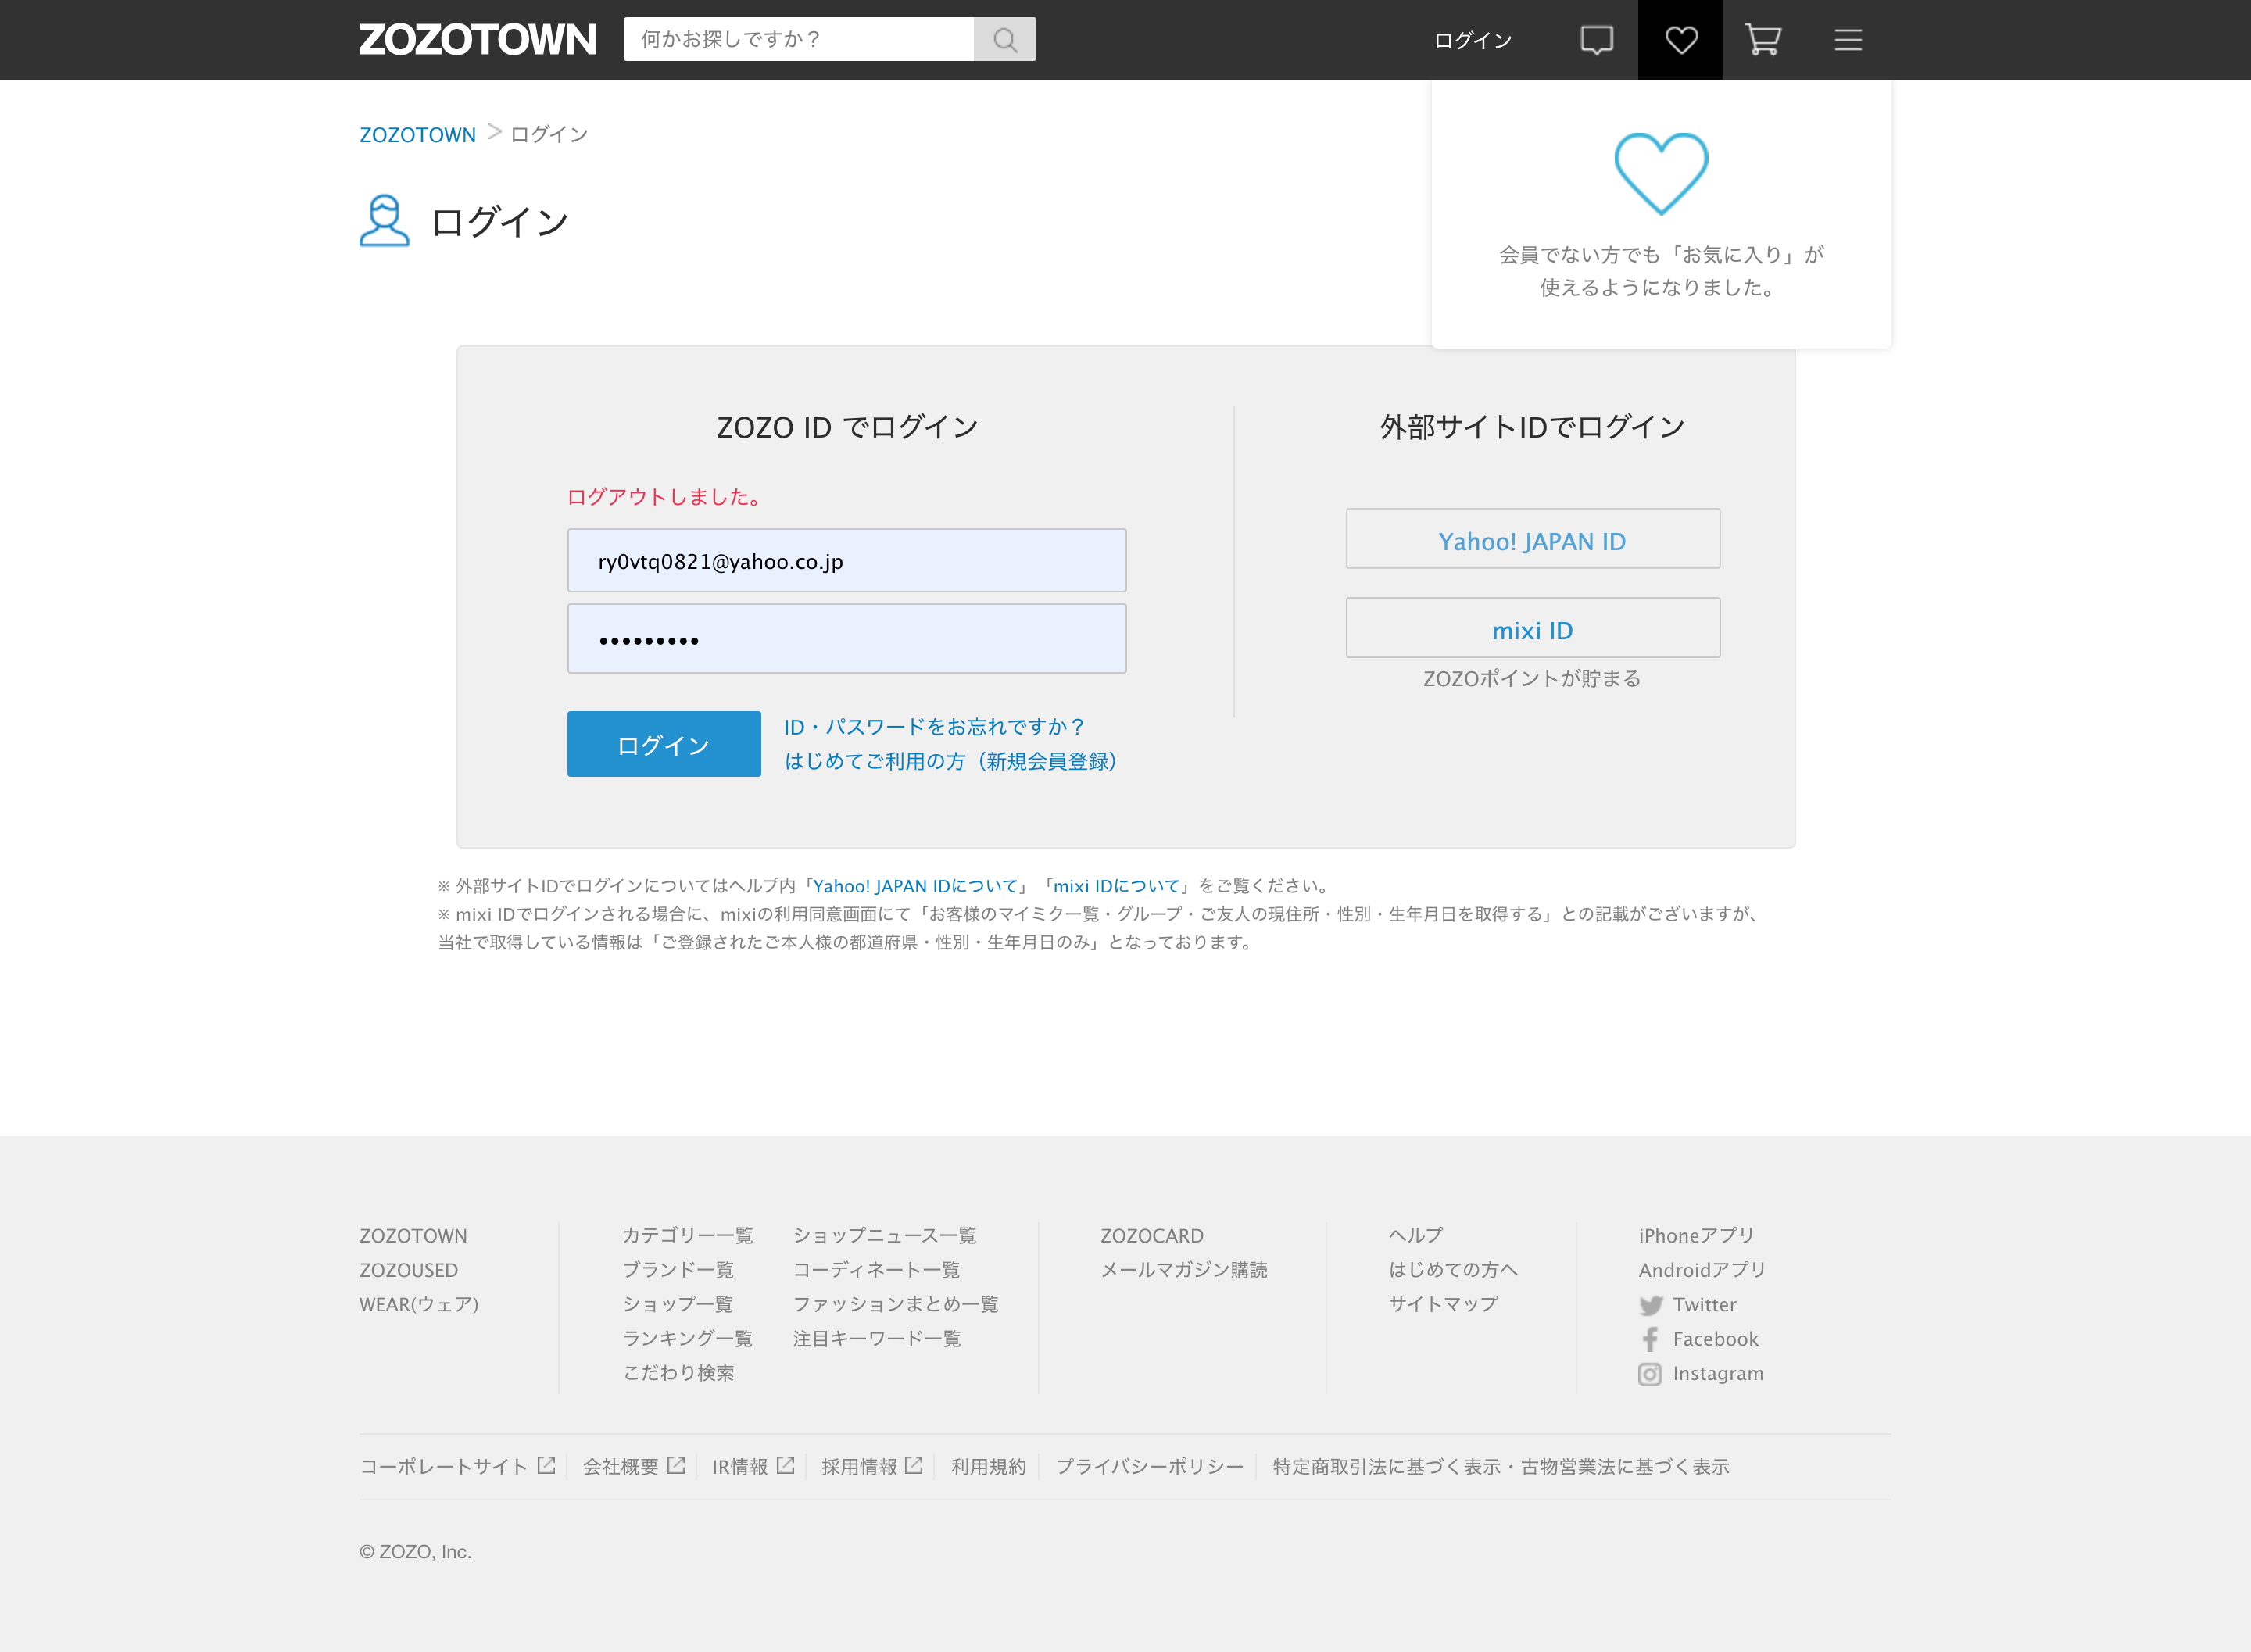 ZOZOTOWN
何かお探しですか？
ログイン
ZOZOTOWN > ログイン
会員でない方でも「お気に入り」が
使えるようになりました。
ログイン
ZOZO ID でログイン
ログアウトしました。
ry0vtq0821@yahoo.co.jp
•••••••••
ログイン
ID・パスワードをお忘れですか？
はじめてご利用の方（新規会員登録）
外部サイトIDでログイン
Yahoo! JAPAN ID
mixi ID
ZOZOポイントが貯まる
※ 外部サイトIDでログインについてはヘルプ内「Yahoo! JAPAN IDについて」「mixi IDについて」をご覧ください。
※ mixi IDでログインされる場合に、mixiの利用同意画面にて「お客様のマイミク一覧・グループ・ご友人の現住所・性別・生年月日を取得する」との記載がございますが、
当社で取得している情報は「ご登録されたご本人様の都道府県・性別・生年月日のみ」となっております。
ZOZOTOWN
ZOZOUSED
WEAR(ウェア)
カテゴリー一覧
ブランド一覧
ショップ一覧
ランキング一覧
こだわり検索
ショップニュース一覧
コーディネート一覧
ファッションまとめ一覧
注目キーワード一覧
ZOZOCARD
メールマガジン購読
ヘルプ
はじめての方へ
サイトマップ
iPhoneアプリ
Androidアプリ
Twitter
Facebook
Instagram
コーポレートサイト 会社概要 IR情報 採用情報 利用規約 プライバシーポリシー 特定商取引法に基づく表示・古物営業法に基づく表示
© ZOZO, Inc.